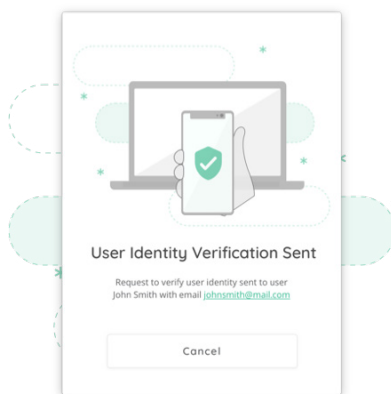 User Identity Verification Sent
Request to verify user identity sent to user
John Smith with email johnsmith@mail.com
Cancel